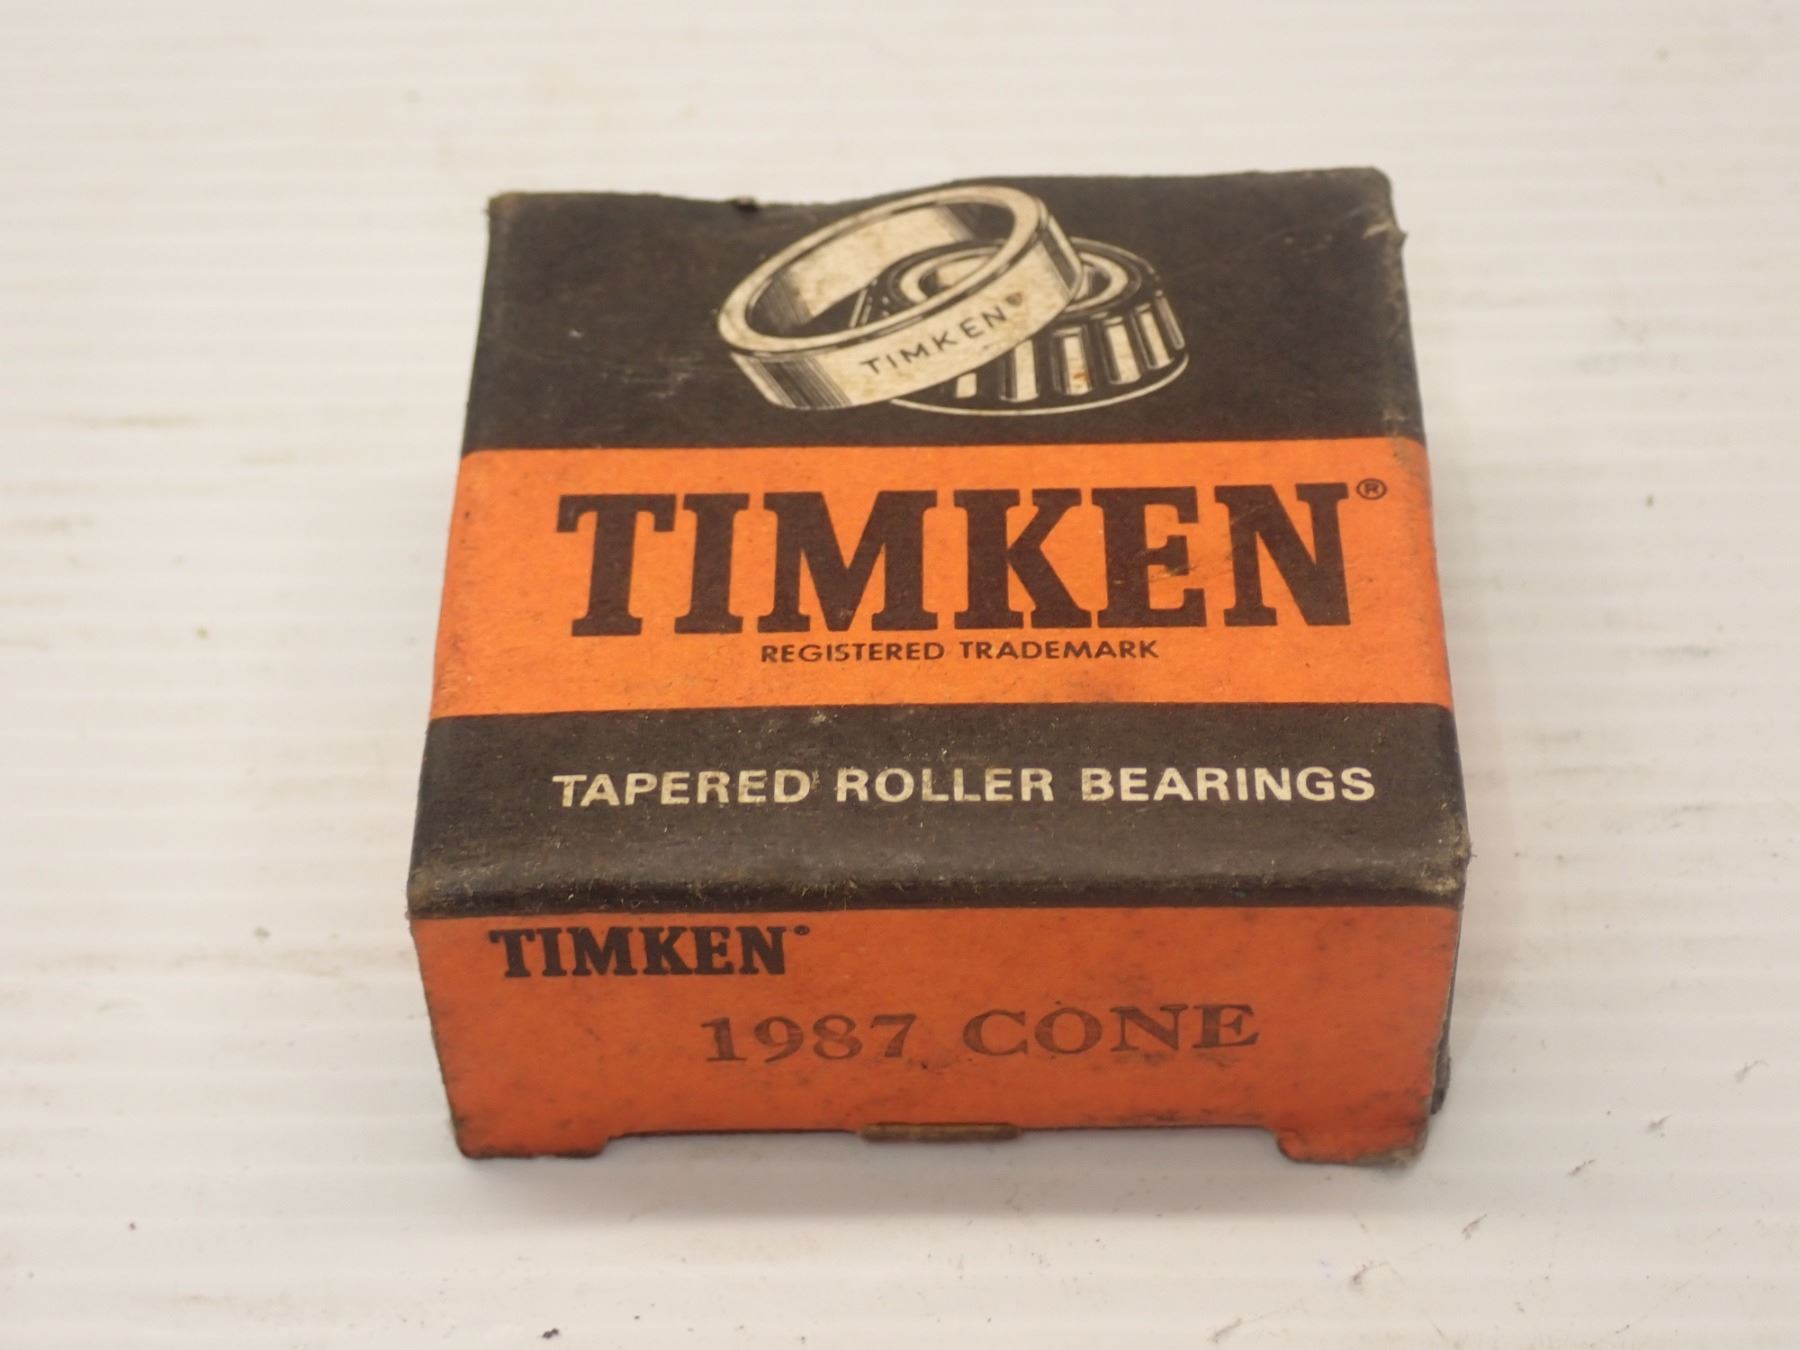 TIMKEN®
TIMKEN®
REGISTERED TRADEMARK
TAPERED ROLLER BEARINGS
TIMKEN®
1987 CONE